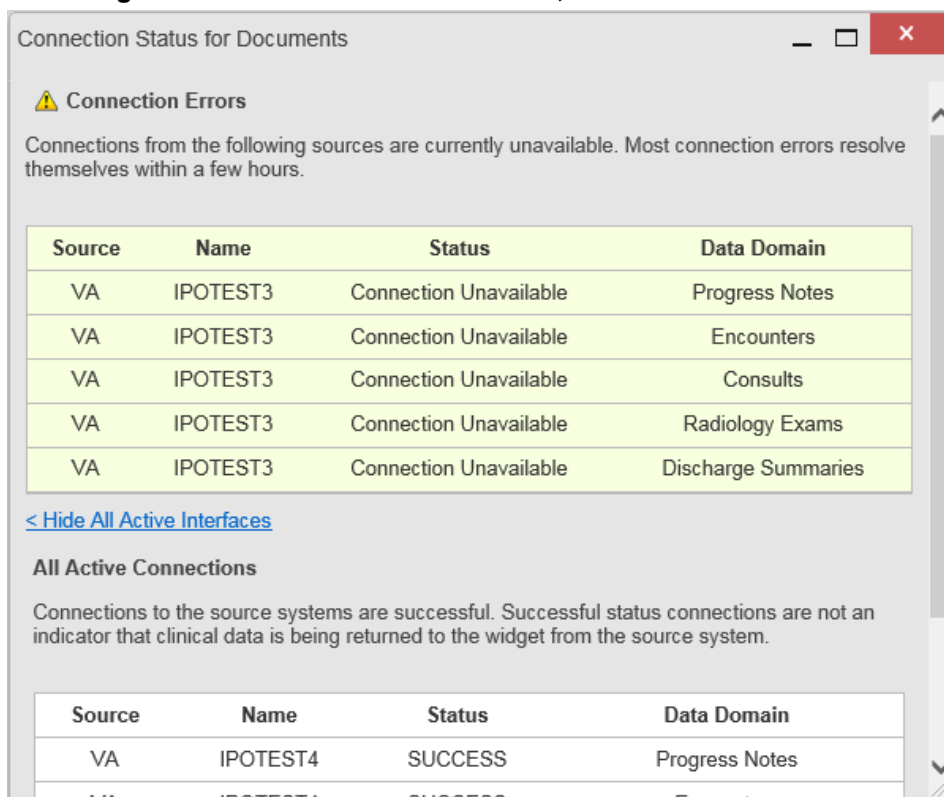 Connection Status for Documents
Connection Errors
Connections from the following sources are currently unavailable. Most connection errors resolve
themselves within a few hours.
Source Name Status Data Domain
VA IPOTEST3 Connection Unavailable Progress Notes
VA IPOTEST3 Connection Unavailable Encounters
VA IPOTEST3 Connection Unavailable Consults
VA IPOTEST3 Connection Unavailable Radiology Exams
VA IPOTEST3 Connection Unavailable Discharge Summaries
< Hide All Active Interfaces
All Active Connections
Connections to the source systems are successful. Successful status connections are not an
indicator that clinical data is being returned to the widget from the source system.
Source Name Status Data Domain
VA IPOTEST4 SUCCESS Progress Notes